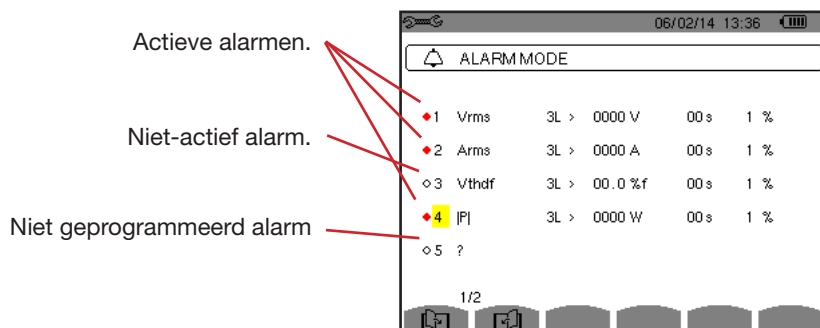 06/02/14 13:36
Actieve alarmen.
ALARM MODE
1 Vrms 3L > 0000 V 00 s 1 %
Niet-actief alarm.
2 Arms 3L > 0000 A 00 s 1 %
3 Vthdf 3L > 00.0 %f 00 s 1 %
4 |P| 3L > 0000 W 00 s 1 %
Niet geprogrammeerd alarm
5 ?
1/2